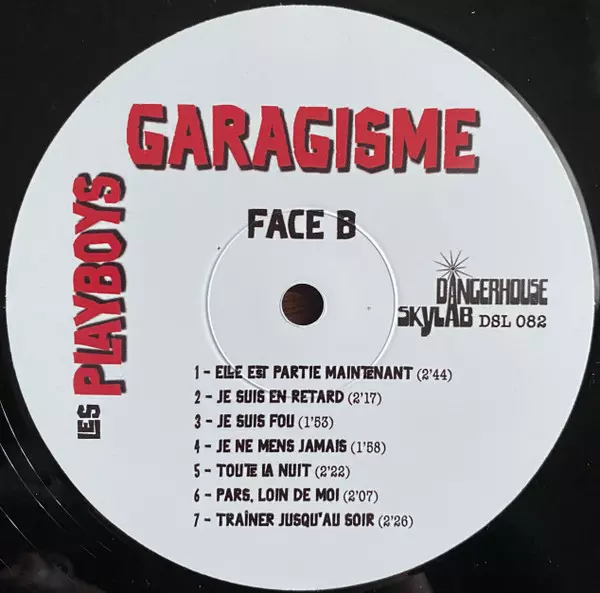 GARAGISME
LES PLAYBOYS
FACE B
DANGERHOUSE
SKYLAB DSL 082
1 - ELLE EST PARTIE MAINTENANT (2'44)
2 - JE SUIS EN RETARD (2'17)
3 - JE SUIS FOU (1'53)
4 - JE NE MENS JAMAIS (1'58)
5 - TOUTE LA NUIT (2'22)
6 - PARS, LOIN DE MOI (2'07)
7 - TRAÎNER JUSQU'AU SOIR (2'26)